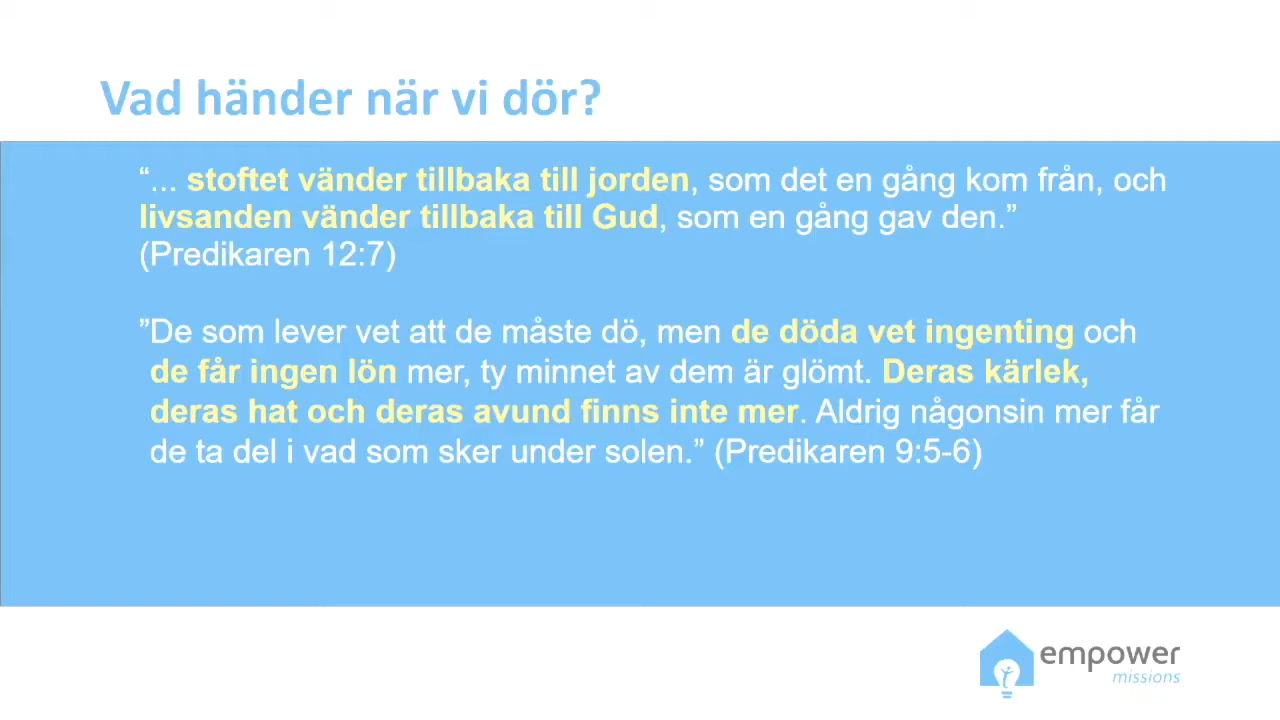 Vad händer när vi dör?
“... stoftet vänder tillbaka till jorden, som det en gång kom från, och
livsanden vänder tillbaka till Gud, som en gång gav den.”
(Predikaren 12:7)
”De som lever vet att de måste dö, men de döda vet ingenting och
de får ingen lön mer, ty minnet av dem är glömt. Deras kärlek,
deras hat och deras avund finns inte mer. Aldrig någonsin mer får
de ta del i vad som sker under solen.” (Predikaren 9:5-6)
empower
missions